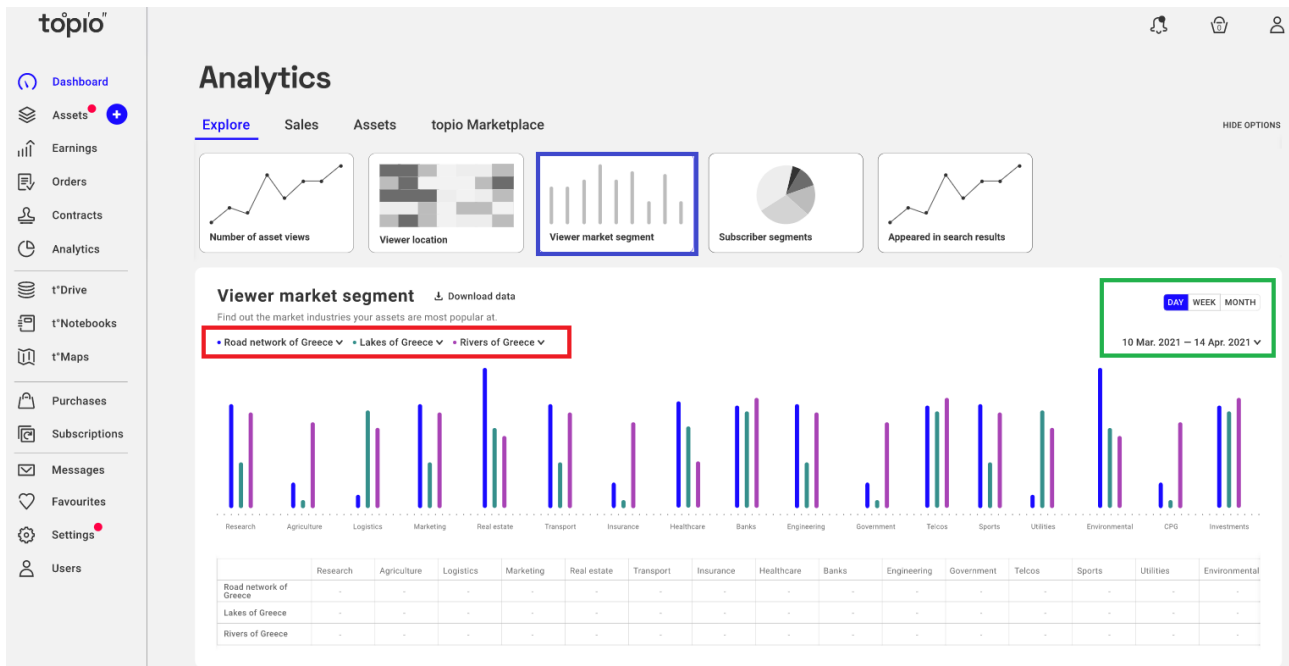 topio"
Dashboard
Assets
Earnings
Orders
Contracts
Analytics
t°Drive
t°Notebooks
t°Maps
Purchases
Subscriptions
Messages
Favourites
Settings
Users
0
Analytics
Explore Sales Assets topio Marketplace HIDE OPTIONS
Number of asset views Viewer location Viewer market segment Subscriber segments Appeared in search results
Viewer market segment Download data DAY WEEK MONTH
Find out the market industries your assets are most popular at.
• Road network of Greece • Lakes of Greece • Rivers of Greece 10 Mar. 2021 – 14 Apr. 2021
Research Agriculture Logistics Marketing Real estate Transport Insurance Healthcare Banks Engineering Government Telcos Sports Utilities Environmental CPG Investments
Research Agriculture Logistics Marketing Real estate Transport Insurance Healthcare Banks Engineering Government Telcos Sports Utilities Environmental
Road network of
Greece - - - - - - - - - - - - - - -
Lakes of Greece - - - - - - - - - - - - - - -
Rivers of Greece - - - - - - - - - - - - - - -